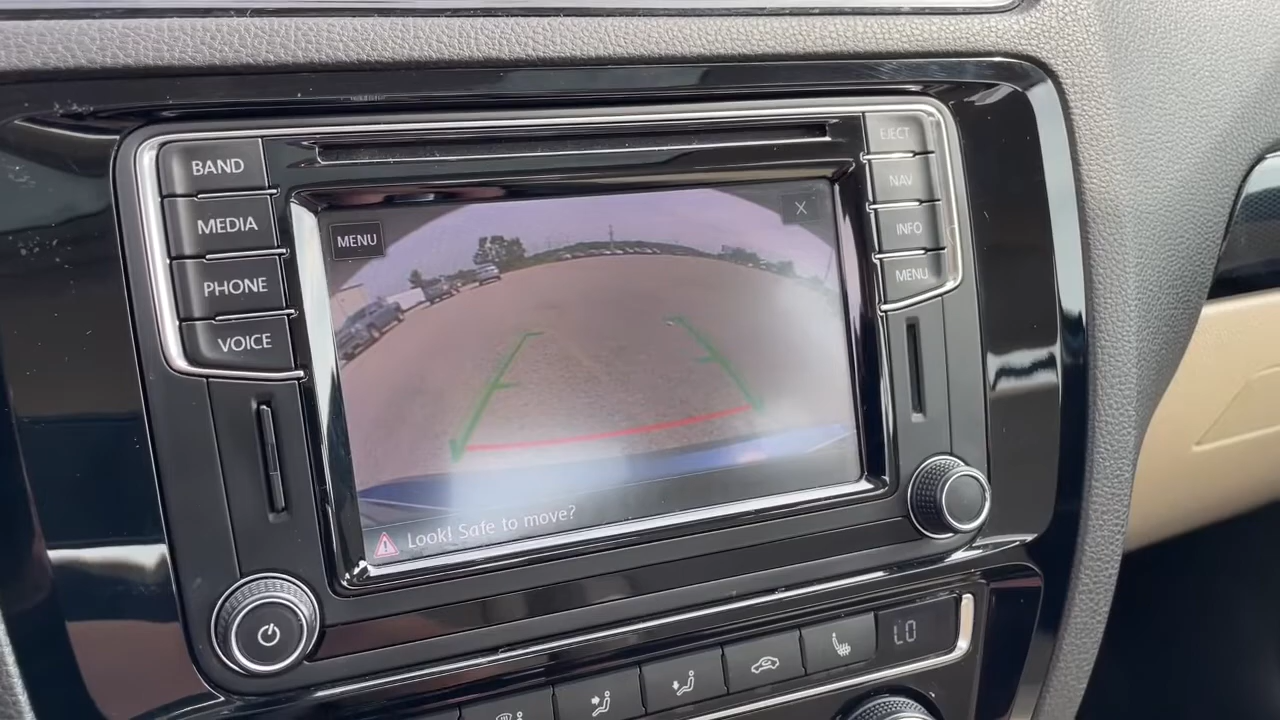 BAND
MEDIA
PHONE
VOICE
EJECT
NAV
INFO
MENU
MENU
X
Look! Safe to move?
LO